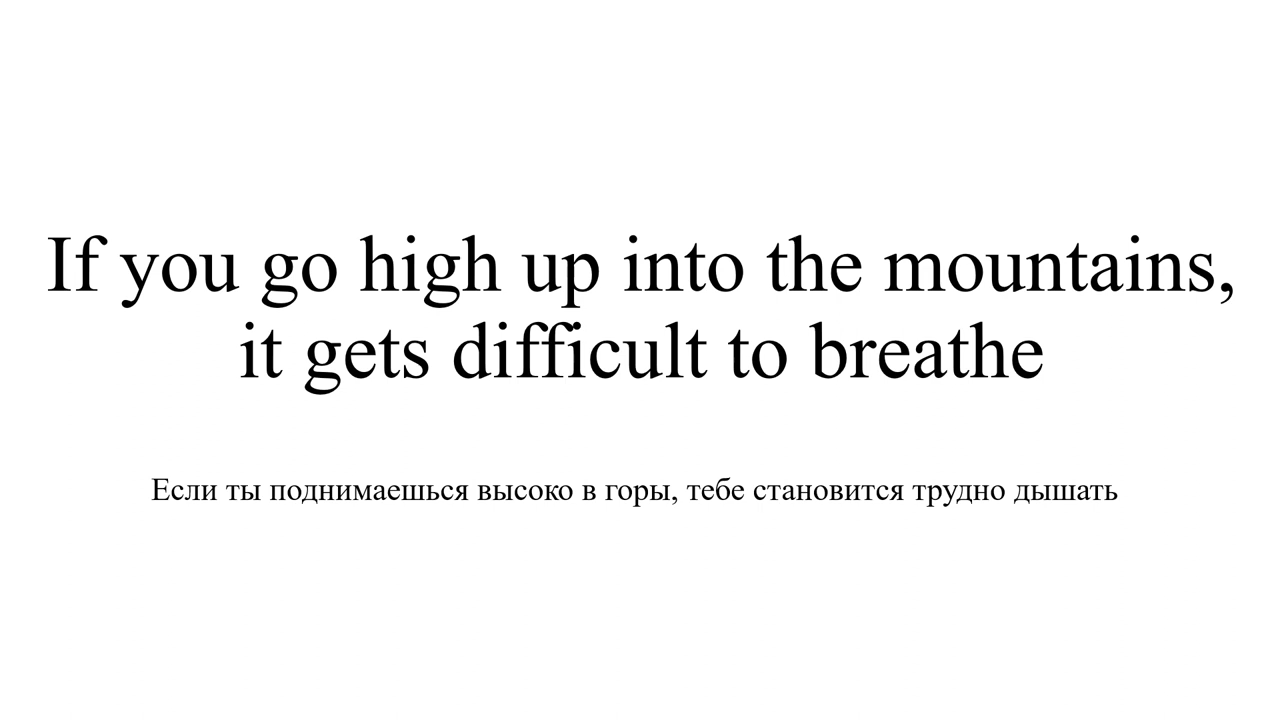 If you go high up into the mountains,
it gets difficult to breathe
Если ты поднимаешься высоко в горы, тебе становится трудно дышать